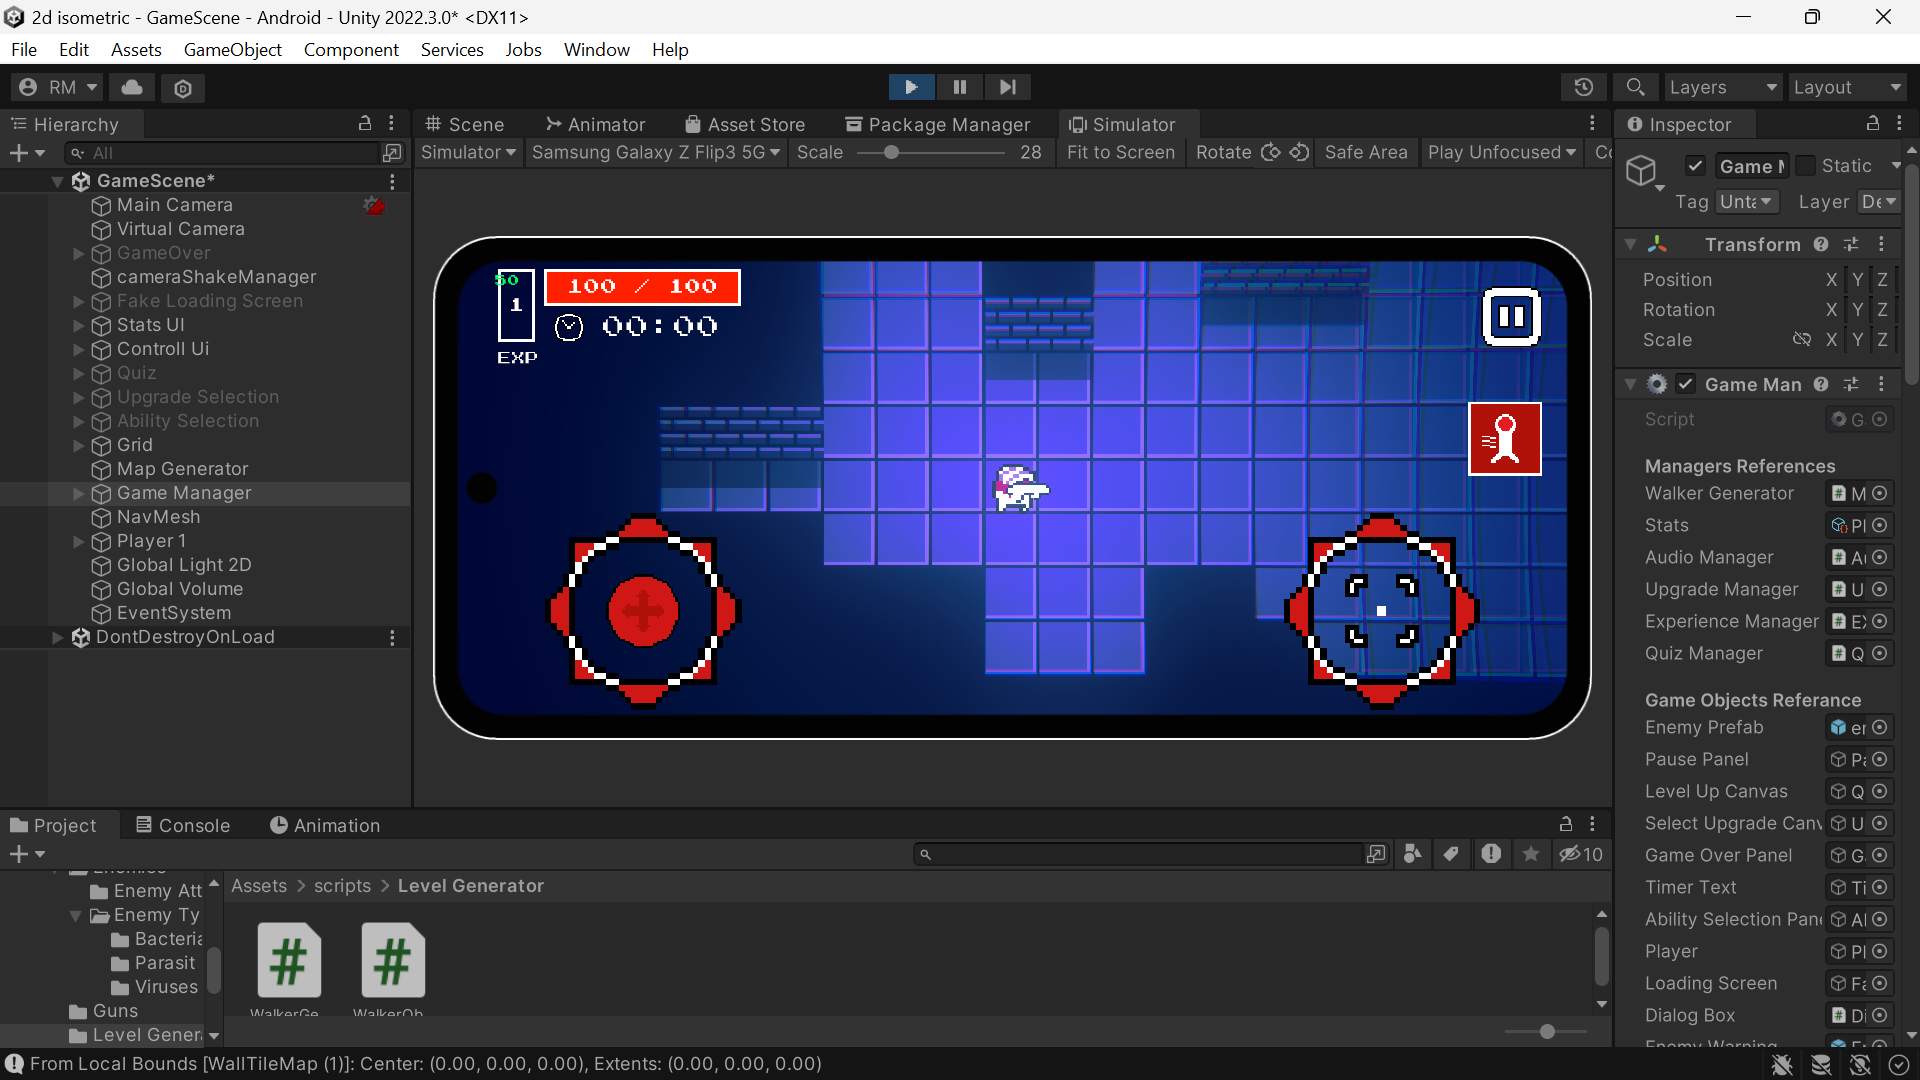 2d isometric - GameScene - Android - Unity 2022.3.0* <DX11>
File Edit Assets GameObject Component Services Jobs Window Help
RM Layers Layout
Hierarchy
All
GameScene*
Main Camera
Virtual Camera
GameOver
cameraShakeManager
Fake Loading Screen
Stats UI
Controll Ui
Quiz
Upgrade Selection
Ability Selection
Grid
Map Generator
Game Manager
NavMesh
Player 1
Global Light 2D
Global Volume
EventSystem
DontDestroyOnLoad
Scene Animator Asset Store Package Manager Simulator
Simulator Samsung Galaxy Z Flip3 5G Scale 28 Fit to Screen Rotate Safe Area Play Unfocused Co
50
1
EXP
100 / 100
00:00
Inspector
Game M Static
Tag Unta Layer De
Transform
Position X Y Z
Rotation X Y Z
Scale X Y Z
Game Man
Script G
Managers References
Walker Generator M
Stats Pl
Audio Manager Au
Upgrade Manager U
Experience Manager E
Quiz Manager Q
Game Objects Referance
Enemy Prefab er
Pause Panel Pa
Level Up Canvas Q
Select Upgrade Canv U
Game Over Panel G
Timer Text Ti
Ability Selection Pan Al
Player Pl
Loading Screen Fa
Dialog Box Di
Enemy Warning
Project Console Animation
10
Enemies
Enemy Att
Enemy Ty
Bacteria
Parasit
Viruses
Guns
Level Gener
Assets > scripts > Level Generator
WalkerGe
WalkerOb
From Local Bounds [WallTileMap (1)]: Center: (0.00, 0.00, 0.00), Extents: (0.00, 0.00, 0.00)